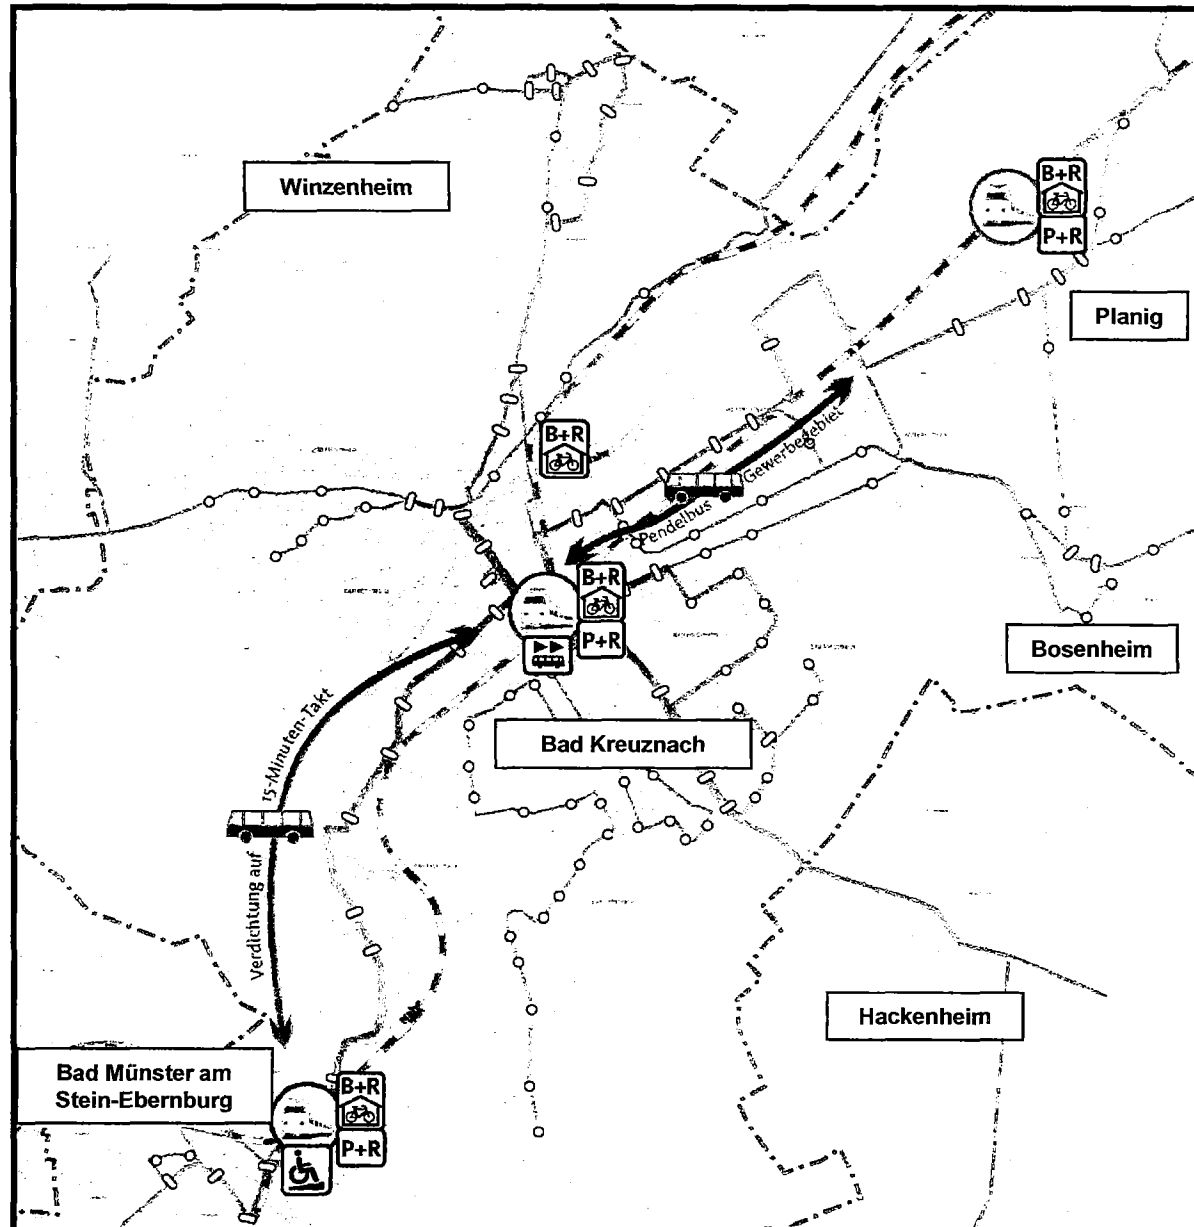 Winzenheim
B+R
P+R
Planig
B+R
Pendelbus
Gewerbegebiet
B+R
P+R
Bosenheim
15-Minuten-Takt
Verdichtung auf
Bad Kreuznach
Hackenheim
Bad Münster am
Stein-Ebernburg
B+R
P+R